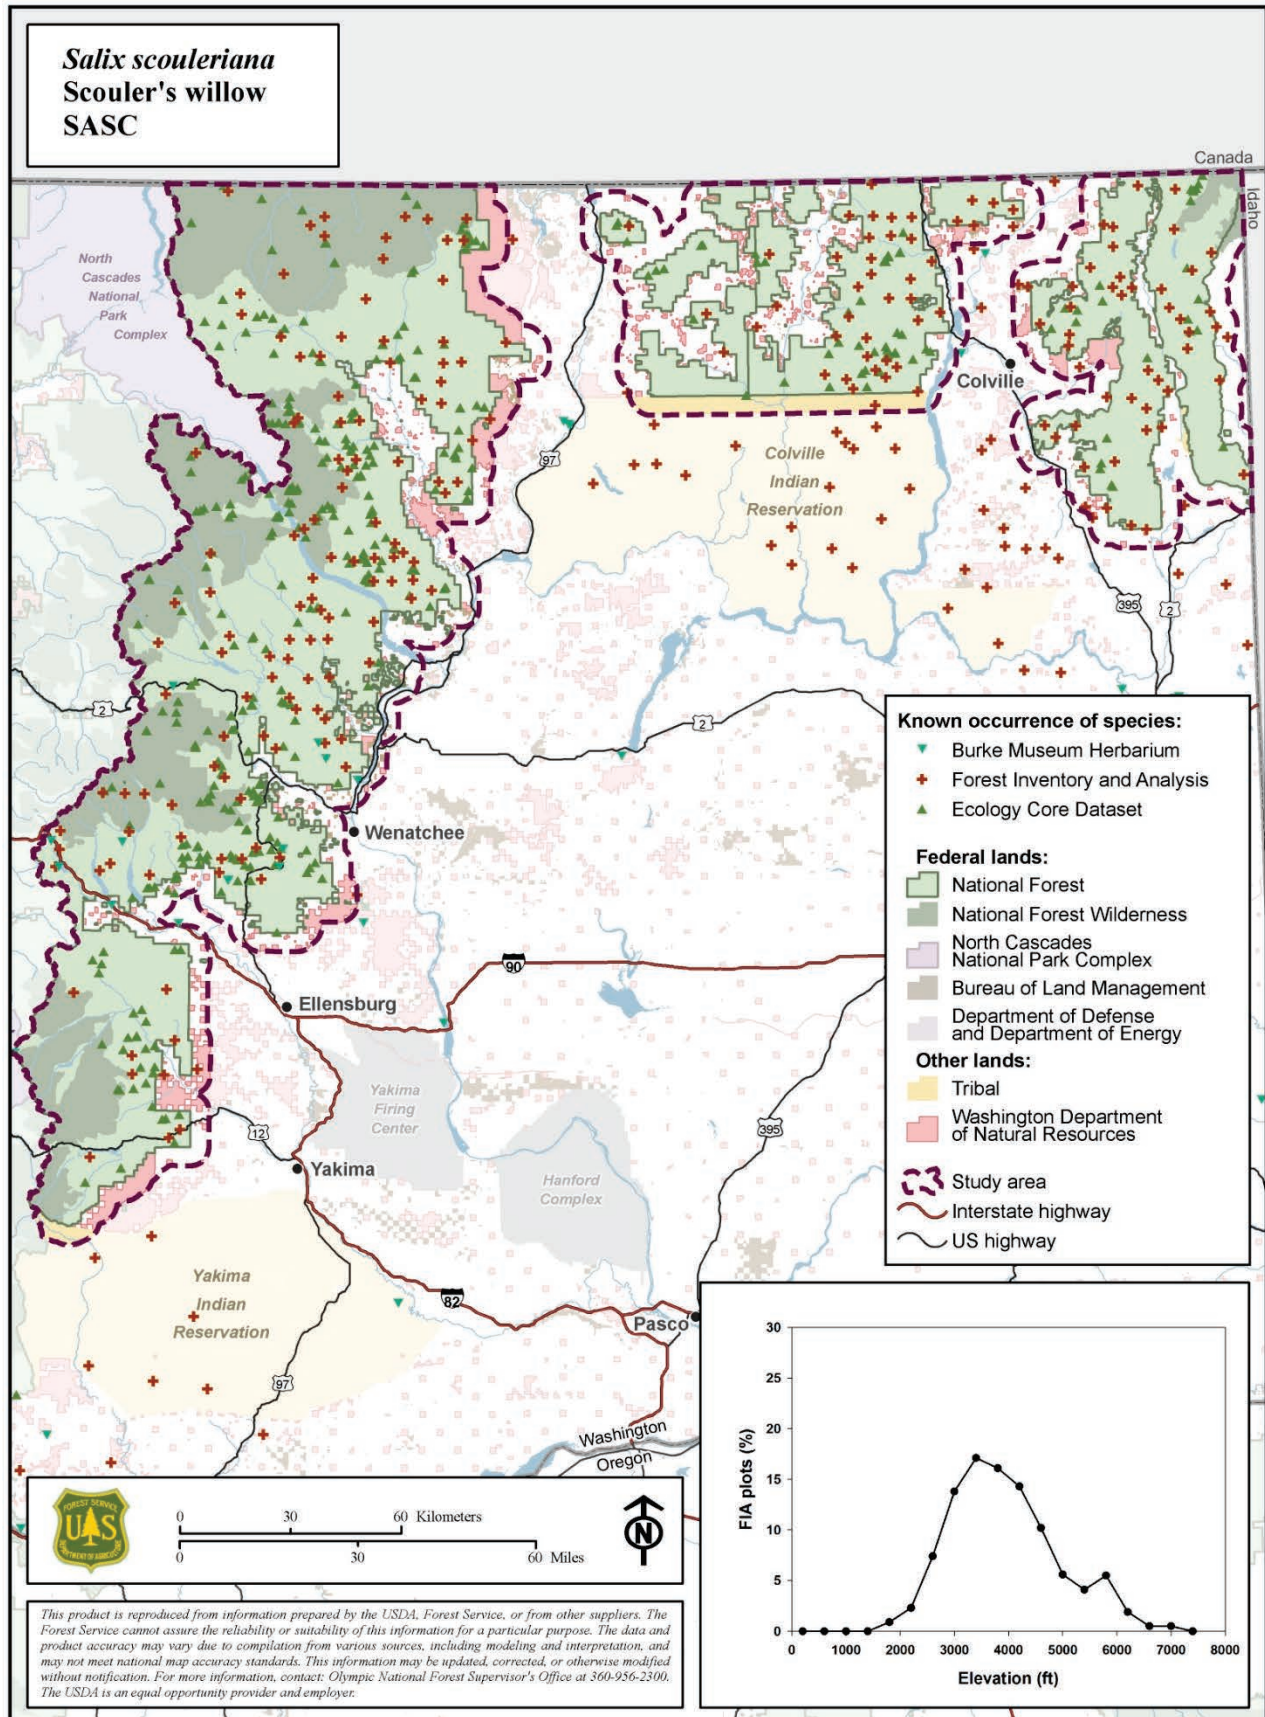 Salix scouleriana
Scouler's willow
SASC
Canada
Idaho
North
Cascades
National
Park
Complex
Colville
97
Colville
Indian
Reservation
395
2
2
2
Known occurrence of species:
Burke Museum Herbarium
Forest Inventory and Analysis
Ecology Core Dataset
Federal lands:
National Forest
National Forest Wilderness
North Cascades
National Park Complex
Bureau of Land Management
Department of Defense
and Department of Energy
Other lands:
Tribal
Washington Department
of Natural Resources
Study area
Interstate highway
US highway
Wenatchee
90
Ellensburg
Yakima
Firing
Center
395
12
Yakima
Hanford
Complex
Yakima
Indian
Reservation
82
Pasco
97
Washington
Oregon
FOREST SERVICE
U S
DEPARTMENT OF AGRICULTURE
0 30 60 Kilometers
0 30 60 Miles
N
This product is reproduced from information prepared by the USDA, Forest Service, or from other suppliers. The
Forest Service cannot assure the reliability or suitability of this information for a particular purpose. The data and
product accuracy may vary due to compilation from various sources, including modeling and interpretation, and
may not meet national map accuracy standards. This information may be updated, corrected, or otherwise modified
without notification. For more information, contact: Olympic National Forest Supervisor's Office at 360-956-2300.
The USDA is an equal opportunity provider and employer.
30
25
20
15
10
5
0
FIA plots (%)
0 1000 2000 3000 4000 5000 6000 7000 8000
Elevation (ft)